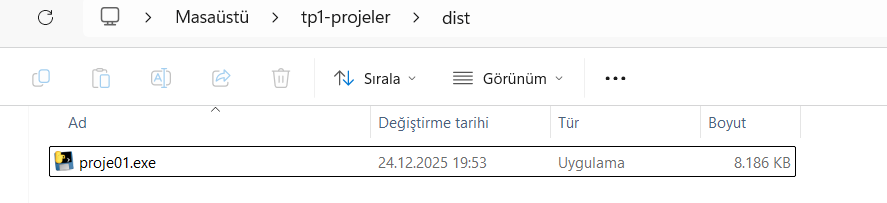 Masaüstü > tp1-projeler > dist
Sırala Görünüm
Ad Değiştirme tarihi Tür Boyut
proje01.exe 24.12.2025 19:53 Uygulama 8.186 KB